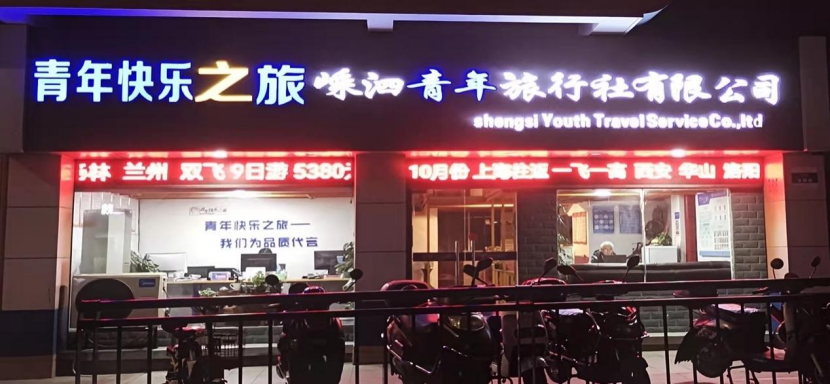 青年快乐之旅 嵊泗青年旅行社有限公司
shengsi Youth Travel Service Co.,ltd
林 兰州 双飞 9日游 5380元
10月份 上海往返 一飞一高 西安 华山 洛阳
青年快乐之旅——
我们为品质代言